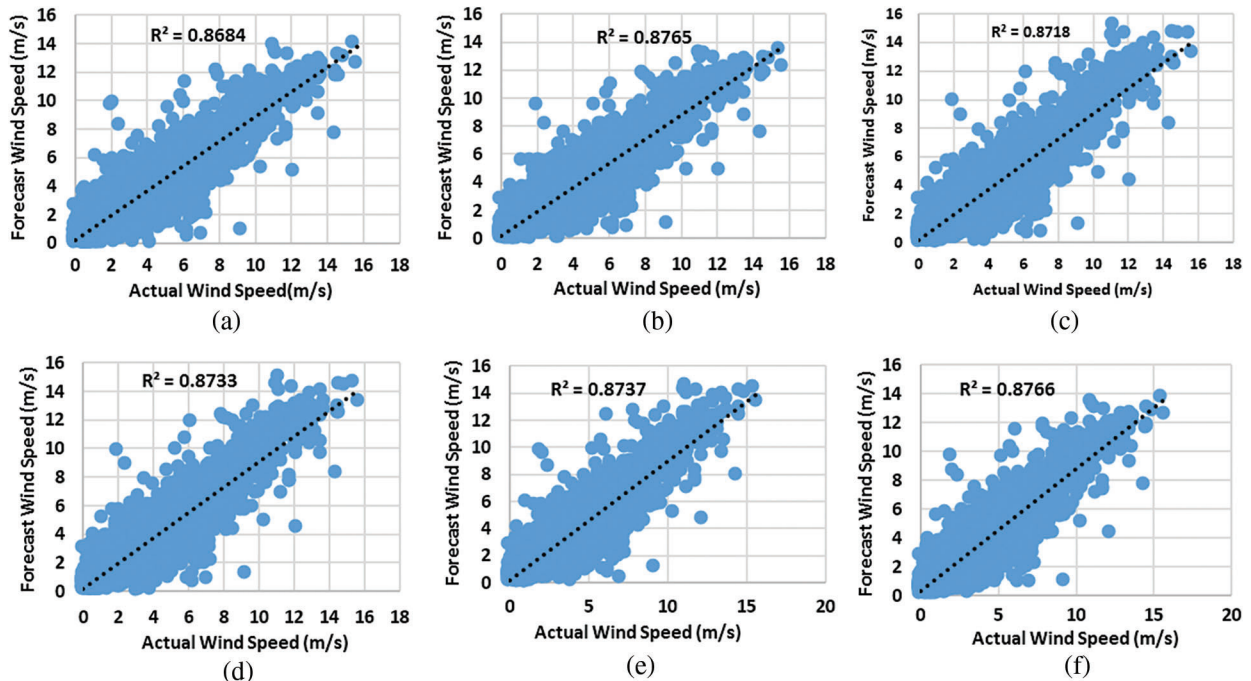 Forecasr Wind Speed (m/s)
16
14
12
10
8
6
4
2
0
R² = 0.8684
0 2 4 6 8 10 12 14 16 18
Actual Wind Speed(m/s)
(a)
Forecast Wind Speed (m/s)
16
14
12
10
8
6
4
2
0
R² = 0.8765
0 2 4 6 8 10 12 14 16 18
Actual Wind Speed (m/s)
(b)
Forecast Wind Speed (m/s)
16
14
12
10
8
6
4
2
0
R² = 0.8718
0 2 4 6 8 10 12 14 16 18
Actual Wind Speed (m/s)
(c)
Forecast Wind Speed (m/s)
16
14
12
10
8
6
4
2
0
R² = 0.8733
0 2 4 6 8 10 12 14 16 18
Actual Wind Speed (m/s)
(d)
Forecast Wind Speed (m/s)
16
14
12
10
8
6
4
2
0
R² = 0.8737
0 5 10 15 20
Actual Wind Speed (m/s)
(e)
Forecast Wind Speed (m/s)
16
14
12
10
8
6
4
2
0
R² = 0.8766
0 5 10 15 20
Actual Wind Speed (m/s)
(f)